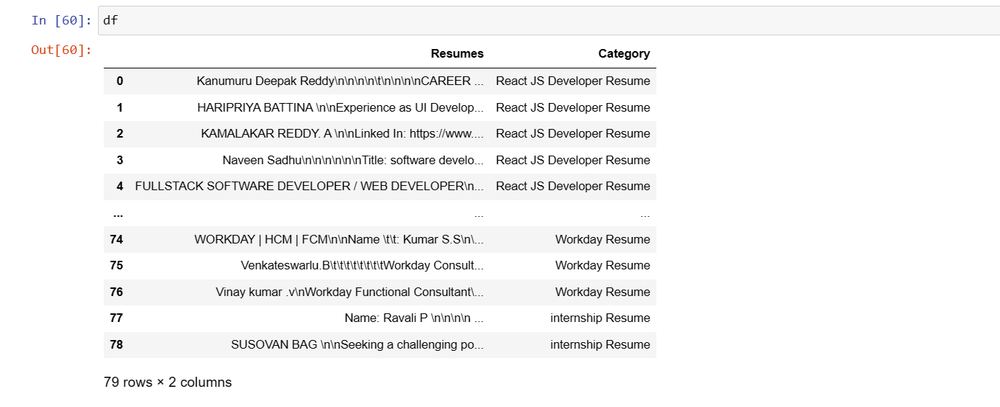 In [60]: df
Out[60]:
Resumes Category
0 Kanumuru Deepak Reddy\n\n\n\n\t\n\n\n\nCAREER ... React JS Developer Resume
1 HARIPRIYA BATTINA \n\nExperience as UI Develop... React JS Developer Resume
2 KAMALAKAR REDDY. A \n\nLinked In: https://www.... React JS Developer Resume
3 Naveen Sadhu\n\n\n\n\n\nTitle: software develo... React JS Developer Resume
4 FULLSTACK SOFTWARE DEVELOPER / WEB DEVELOPER\n... React JS Developer Resume
... ... ...
74 WORKDAY | HCM | FCM\n\nName \t\t: Kumar S.S\n\... Workday Resume
75 Venkateswarlu.B\t\t\t\t\t\t\t\tWorkday Consult... Workday Resume
76 Vinay kumar .v\nWorkday Functional Consultant\... Workday Resume
77 Name: Ravali P \n\n\n\n ... internship Resume
78 SUSOVAN BAG \n\nSeeking a challenging po... internship Resume
79 rows × 2 columns